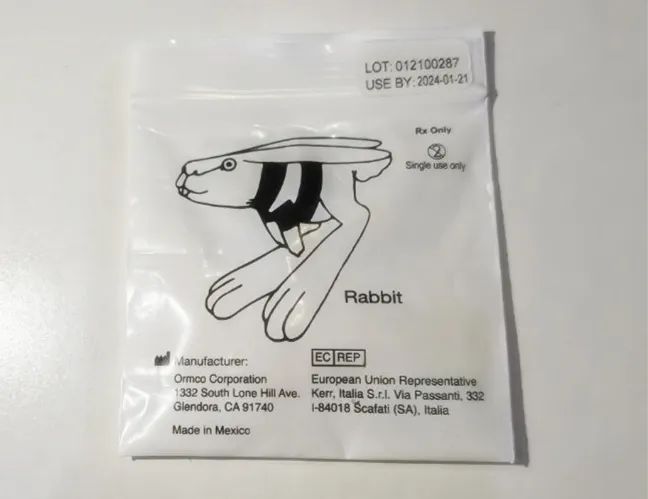 LOT: 012100287
USE BY: 2024-01-21
Rx Only
2
Single use only
Rabbit
Manufacturer:
Ormco Corporation
1332 South Lone Hill Ave.
Glendora, CA 91740
Made in Mexico
EC REP
European Union Representative
Kerr, Italia S.r.l. Via Passanti, 332
I-84018 Scafati (SA), Italia